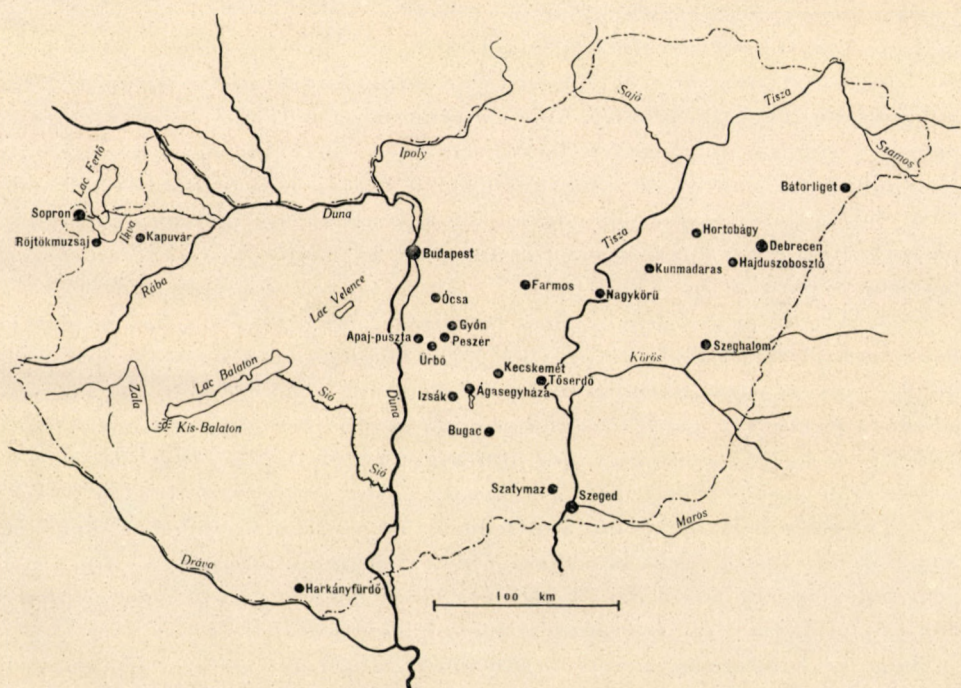 Sajó
Tisza
Szamos
Ipoly
Lac Fertő
Bátorliget
Sopron
Duna
Ikva
Kapuvár
Röjtökmuzsaj
Tisza
Hortobágy
Debrecen
Budapest
Hajduszoboszló
Kunmadaras
Rába
Lac Velence
Farmos
Nagykörü
Ócsa
Gyón
Apaj-puszta
Peszér
Ürbő
Szeghalom
Körös
Lac Balaton
Kecskemét
Tőserdő
Zala
Sió
Duna
Izsák
Ágasegyháza
Kis-Balaton
Bugac
Sió
Szatymaz
Szeged
Maros
Dráva
Harkányfürdő
100 km